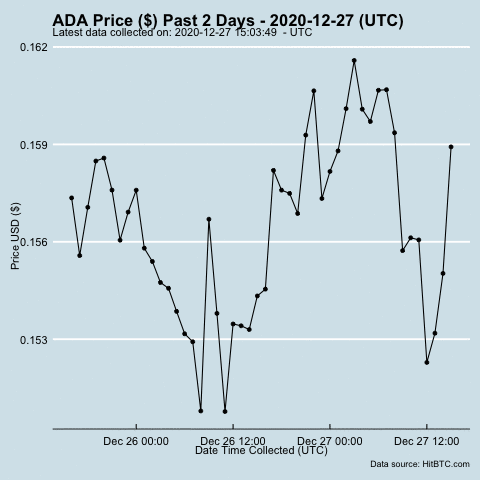 ADA Price ($) Past 2 Days - 2020-12-27 (UTC)
Latest data collected on: 2020-12-27 15:03:49 - UTC
0.162
0.159
0.156
0.153
Price USD ($)
Dec 26 00:00 Dec 26 12:00 Dec 27 00:00 Dec 27 12:00
Date Time Collected (UTC)
Data source: HitBTC.com